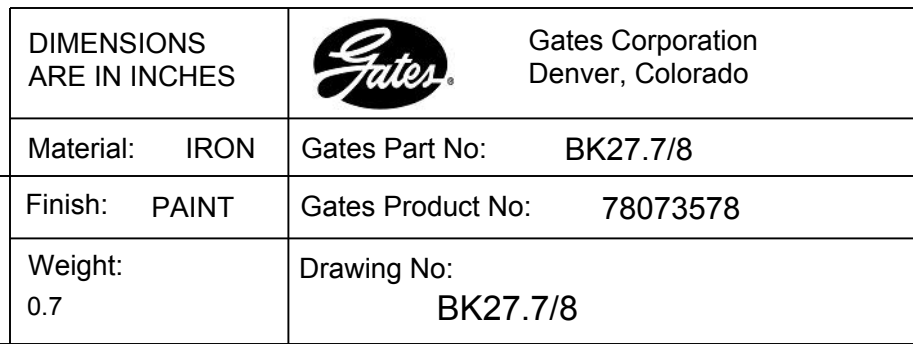 DIMENSIONS
ARE IN INCHES
Gates®
Gates Corporation
Denver, Colorado
Material: IRON
Gates Part No: BK27.7/8
Finish: PAINT
Gates Product No: 78073578
Weight:
0.7
Drawing No:
BK27.7/8